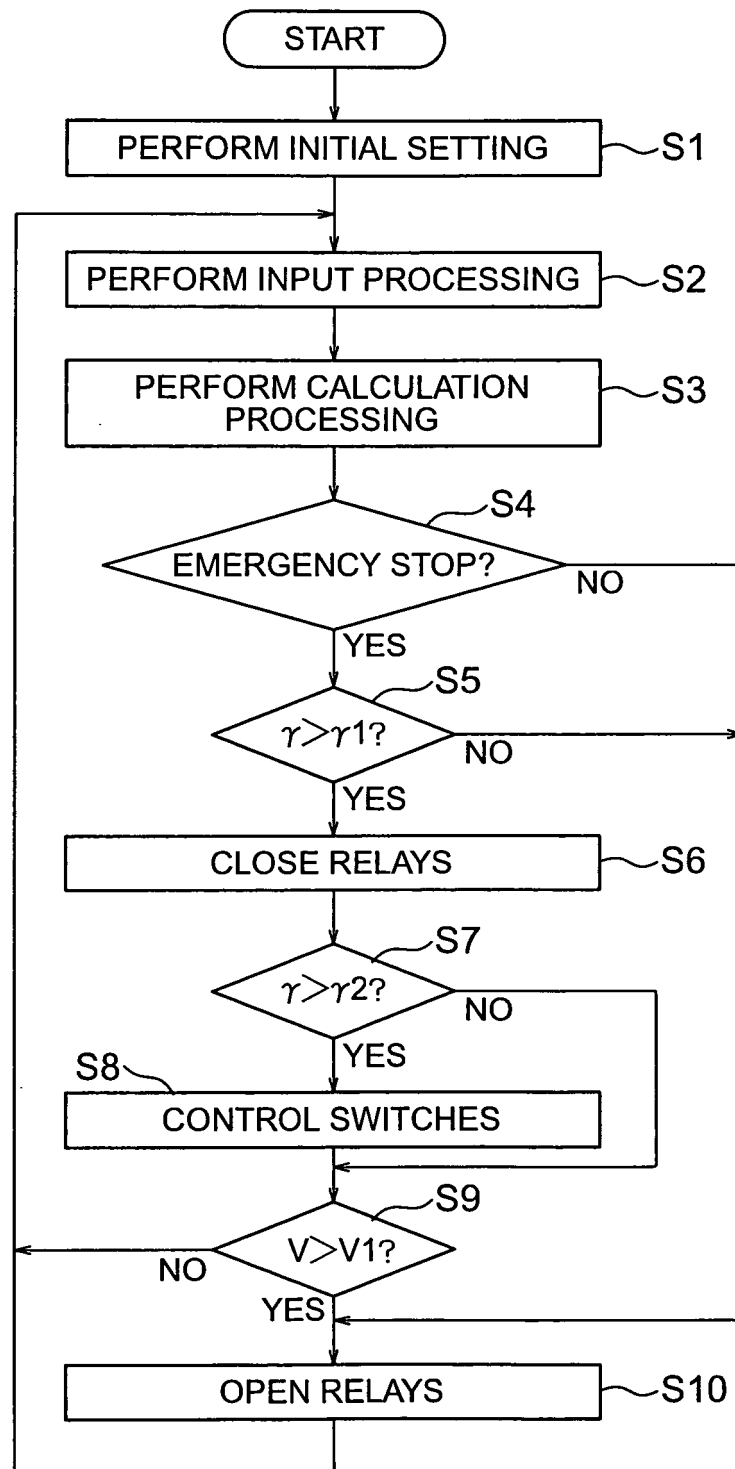 START
PERFORM INITIAL SETTING
S1
PERFORM INPUT PROCESSING
S2
PERFORM CALCULATION
PROCESSING
S3
S4
EMERGENCY STOP?
NO
YES
S5
γ>γ1?
NO
YES
CLOSE RELAYS
S6
S7
γ>γ2?
NO
YES
S8
CONTROL SWITCHES
S9
V>V1?
NO
YES
OPEN RELAYS
S10